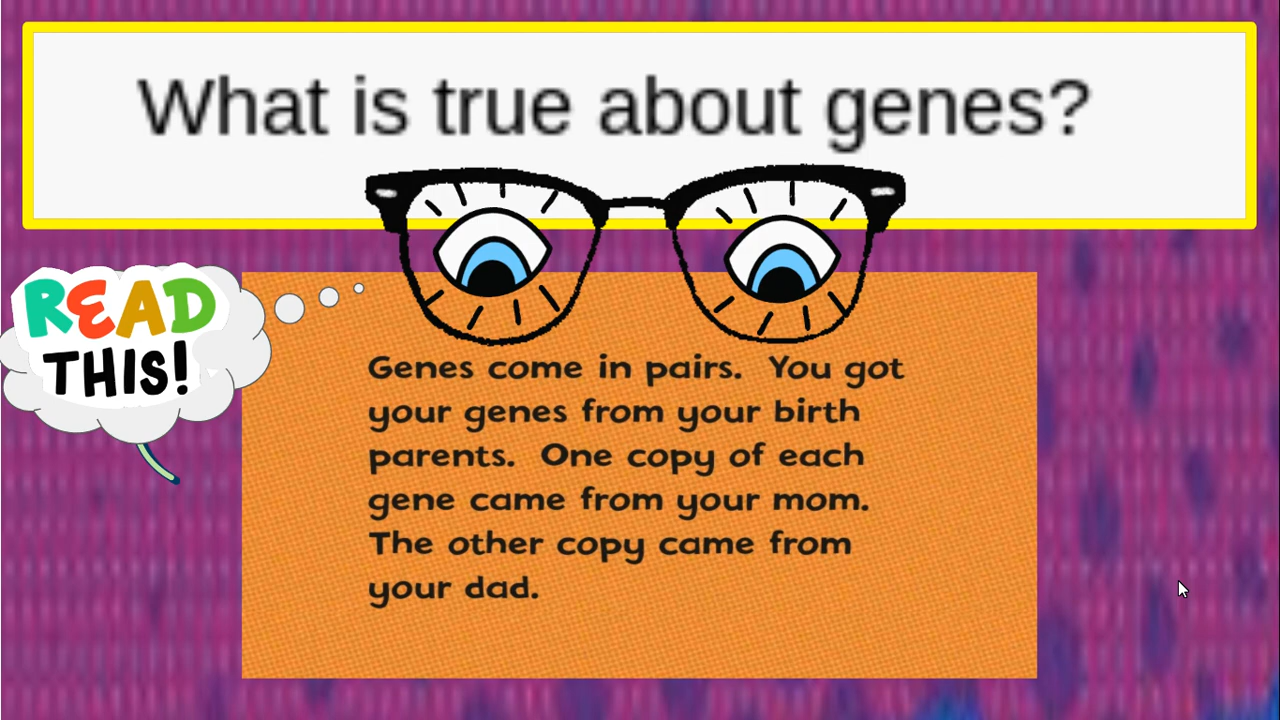 What is true about genes?
READ
THIS!
Genes come in pairs.  You got
your genes from your birth
parents.  One copy of each
gene came from your mom.
The other copy came from
your dad.